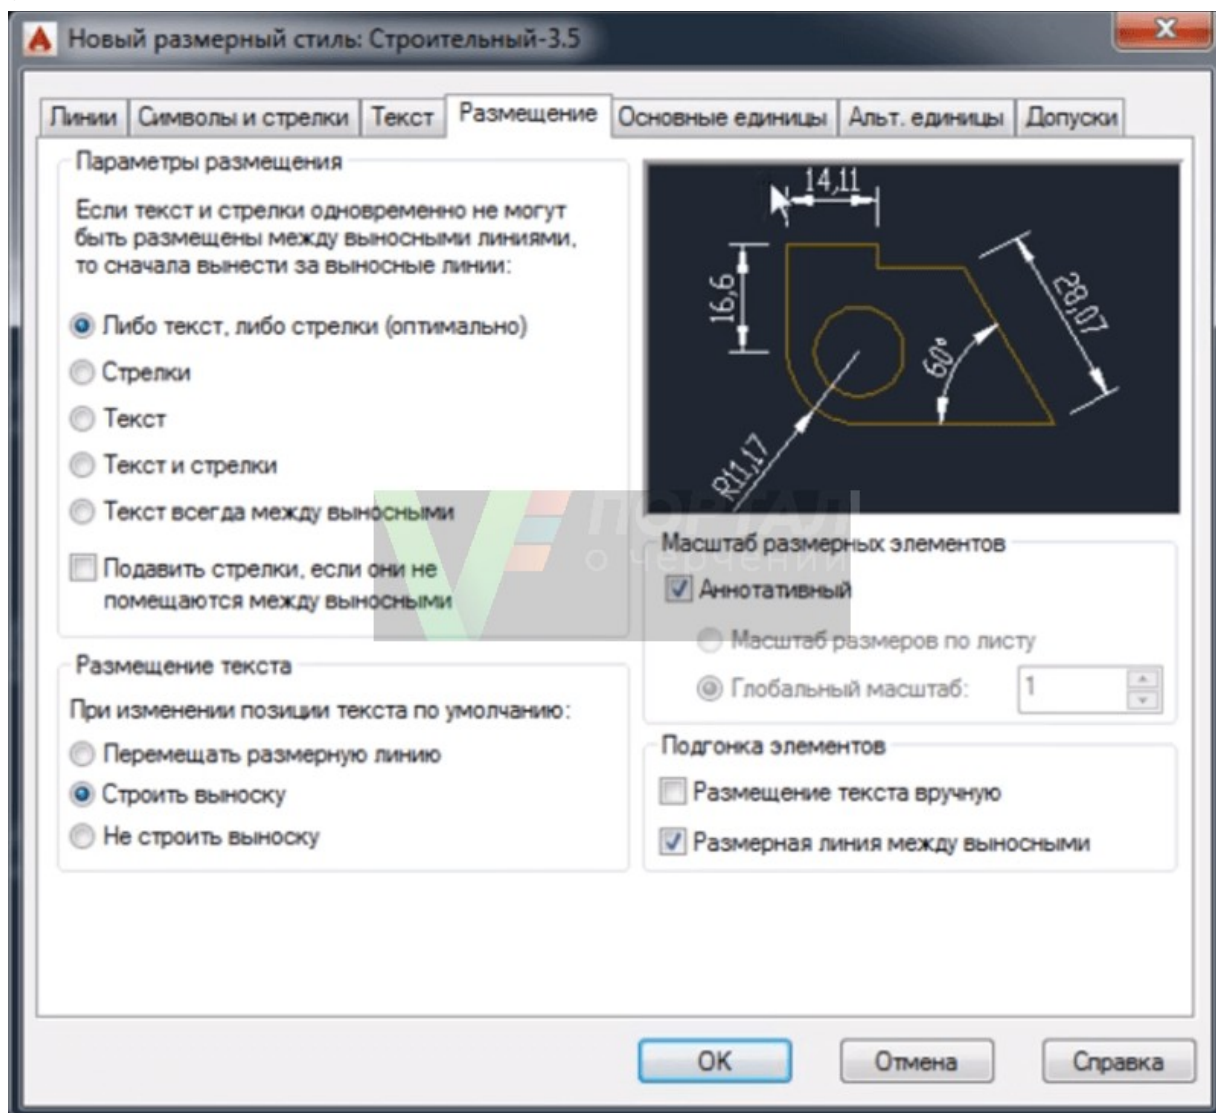 Новый размерный стиль: Строительный-3.5
Линии
Символы и стрелки
Текст
Размещение
Основные единицы
Альт. единицы
Допуски
Параметры размещения
Если текст и стрелки одновременно не могут
быть размещены между выносными линиями,
то сначала вынести за выносные линии:
Либо текст, либо стрелки (оптимально)
Стрелки
Текст
Текст и стрелки
Текст всегда между выносными
Подавить стрелки, если они не
помещаются между выносными
Размещение текста
При изменении позиции текста по умолчанию:
Перемещать размерную линию
Строить выноску
Не строить выноску
14,11
16,6
28,07
60°
R11,17
ПОРТАЛ
О ЧЕРЧЕНИИ
Масштаб размерных элементов
Аннотативный
Масштаб размеров по листу
Глобальный масштаб:
1
Подгонка элементов
Размещение текста вручную
Размерная линия между выносными
OK
Отмена
Справка